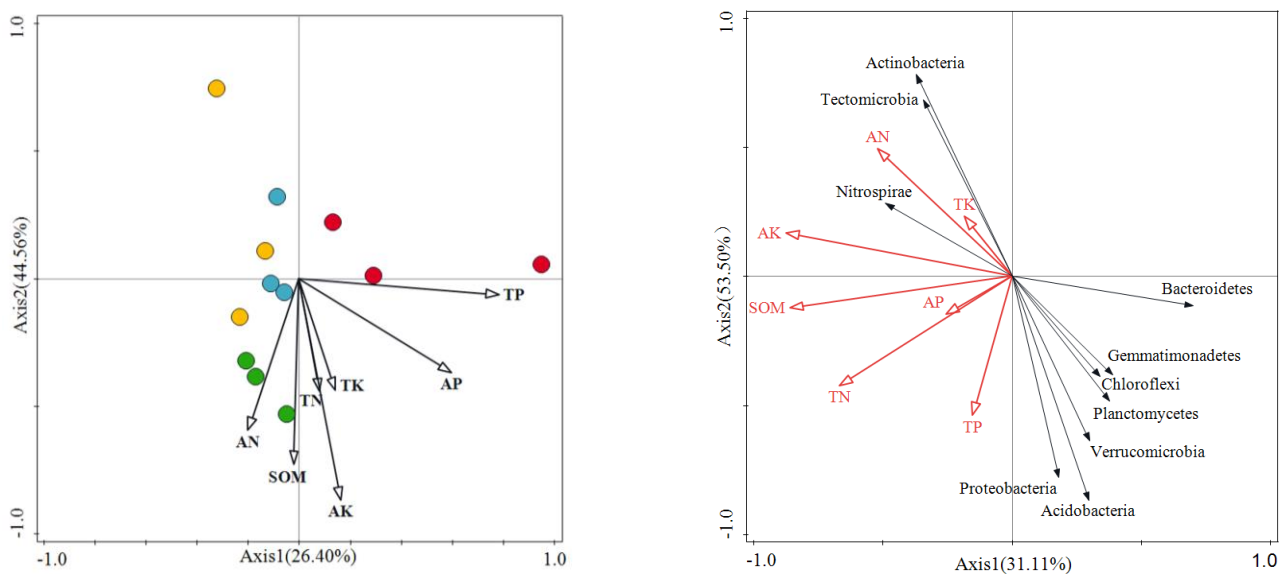 1.0
Axis2(44.56%)
-1.0
TP
AP
TK
TN
AN
SOM
AK
-1.0
Axis1(26.40%)
1.0
1.0
Axis2(53.50%)
-1.0
Actinobacteria
Tectomicrobia
AN
Nitrospirae
TK
AK
Bacteroidetes
SOM
AP
Gemmatimonadetes
Chloroflexi
TN
Planctomycetes
TP
Verrucomicrobia
Proteobacteria
Acidobacteria
-1.0
Axis1(31.11%)
1.0